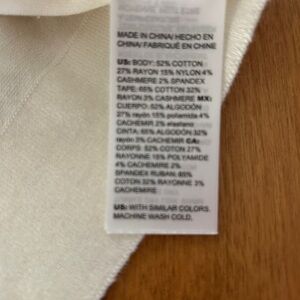 MADE IN CHINA/ HECHO EN
CHINA/ FABRIQUÉ EN CHINE
US: BODY: 52% COTTON
27% RAYON 15% NYLON 4%
CASHMERE 2% SPANDEX
TAPE: 65% COTTON 32%
RAYON 3% CASHMERE MX:
CUERPO: 52% ALGODÓN
27% rayón 15% poliamida 4%
CACHEMIR 2% elastano
CINTA: 65% ALGODÓN 32%
rayón 3% CACHEMIR CA:
CORPS: 52% COTON 27%
RAYONNE 15% POLYAMIDE
4% CACHEMIRE 2%
SPANDEX RUBAN: 65%
COTON 32% RAYONNE 3%
CACHEMIRE
US: WITH SIMILAR COLORS.
MACHINE WASH COLD,